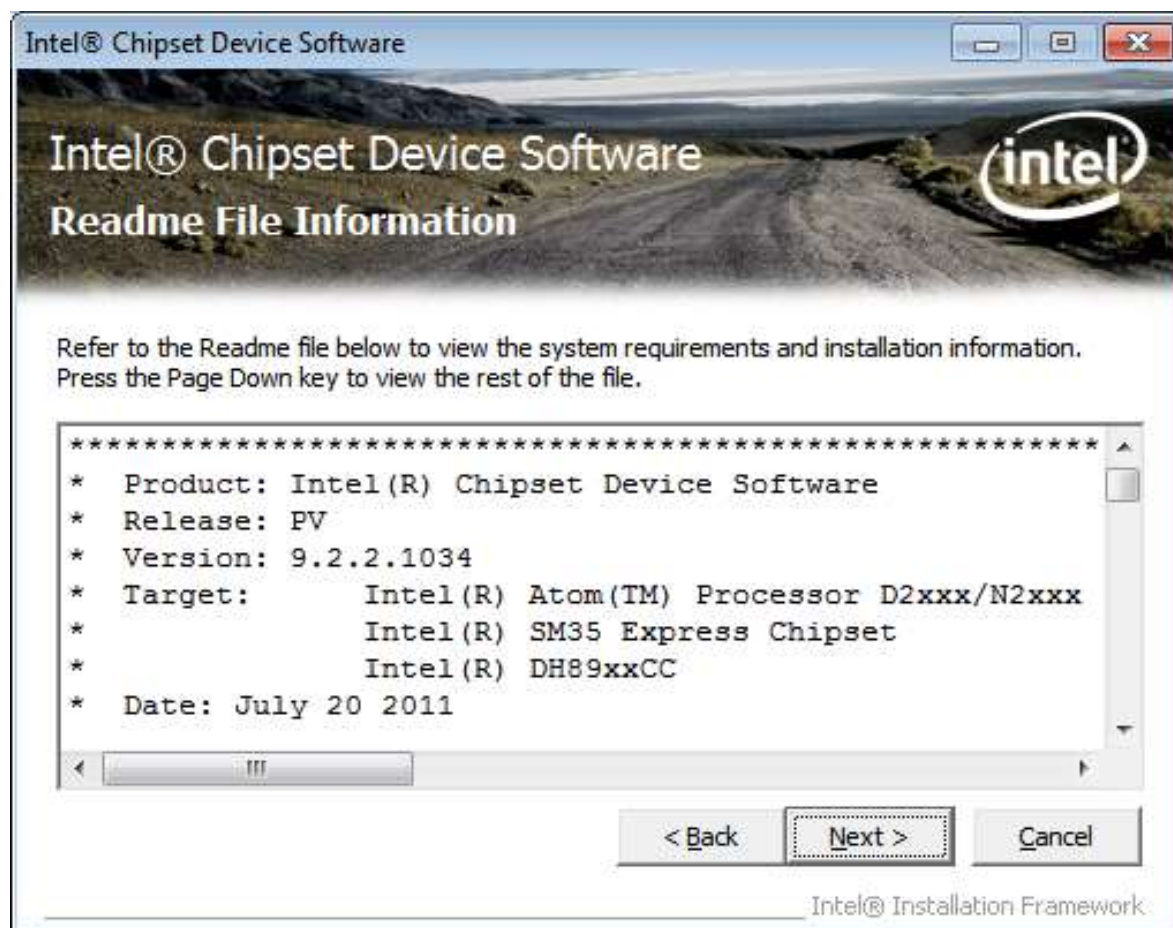 Intel® Chipset Device Software
Intel® Chipset Device Software
intel®
Readme File Information
Refer to the Readme file below to view the system requirements and installation information.
Press the Page Down key to view the rest of the file.
********************************************************
* Product: Intel(R) Chipset Device Software
* Release: PV
* Version: 9.2.2.1034
* Target: Intel(R) Atom(TM) Processor D2xxx/N2xxx
* Intel(R) SM35 Express Chipset
* Intel(R) DH89xxCC
* Date: July 20 2011
< Back Next > Cancel
Intel® Installation Framework